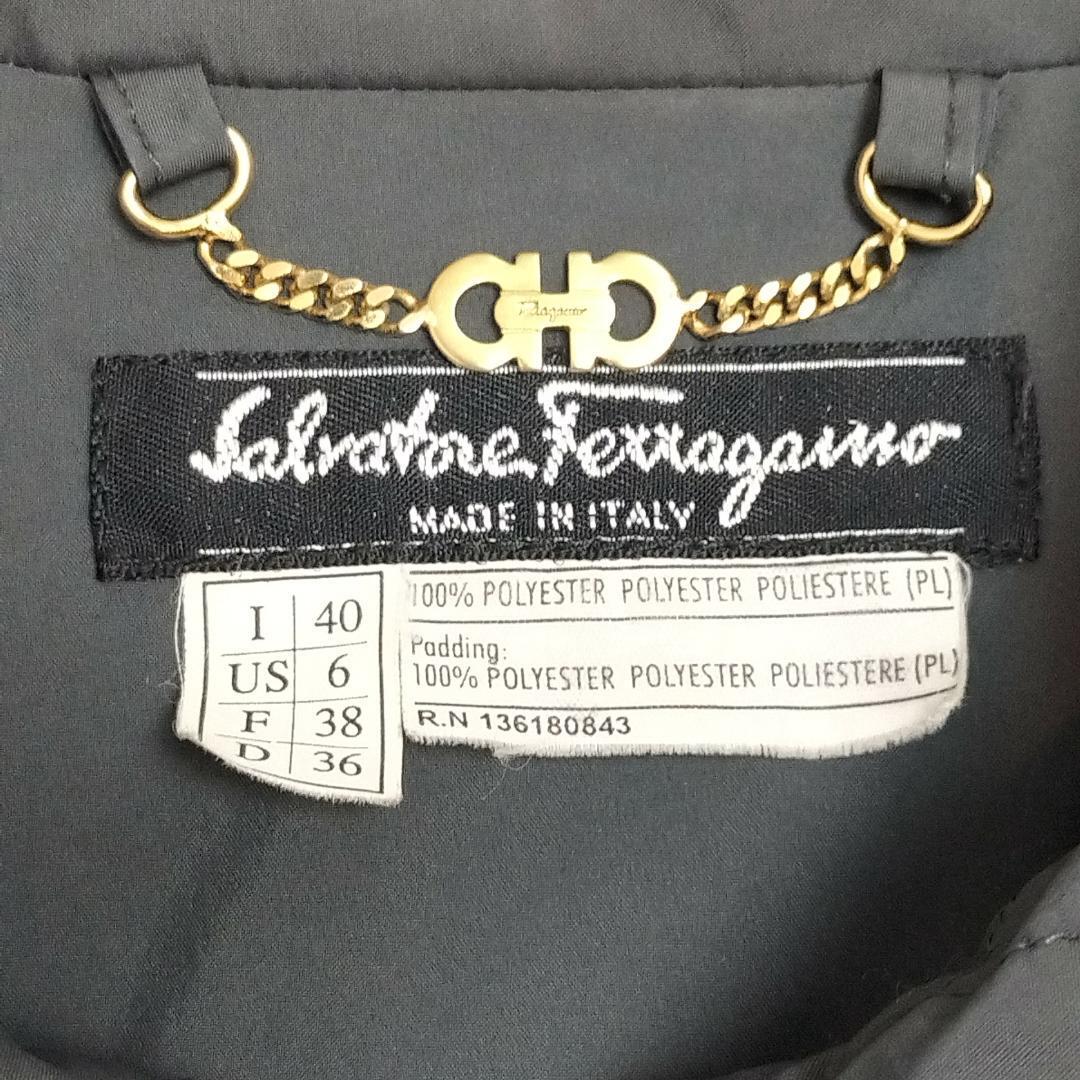 Ferragamo
Salvatore Ferragamo
MADE IN ITALY
I 40
US 6
F 38
D 36
100% POLYESTER POLYESTER POLIESTERE (PL)
Padding:
100% POLYESTER POLYESTER POLIESTERE (PL)
R.N 136180843